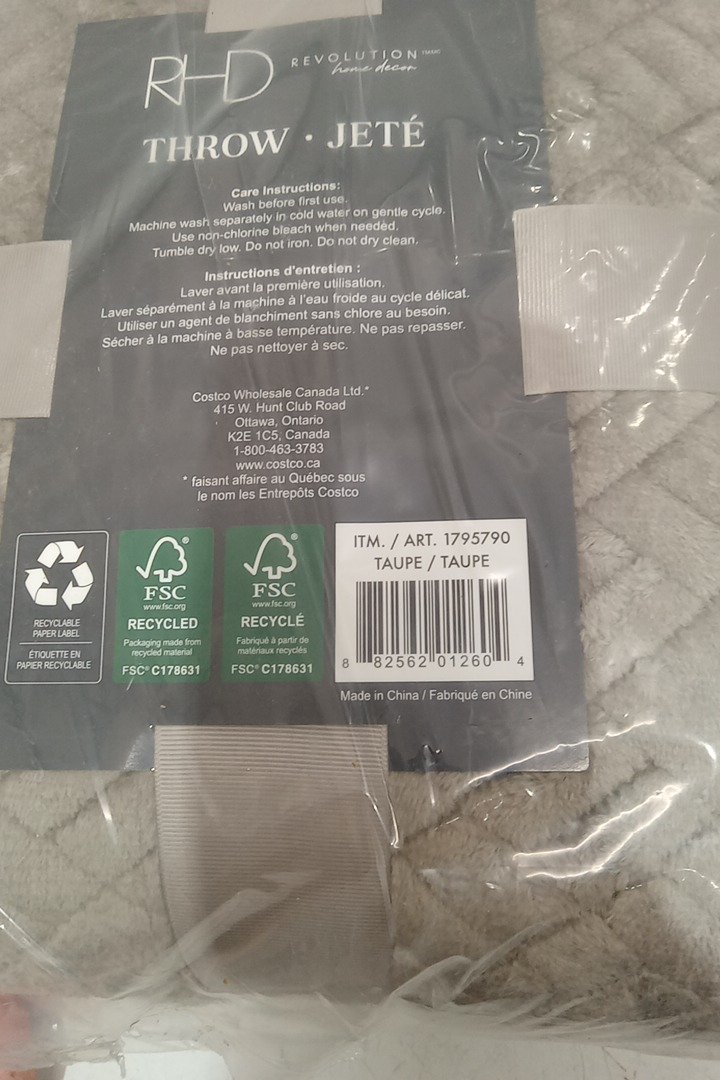 RHD REVOLUTION
home decor
THROW · JETÉ
Care Instructions:
Wash before first use.
Machine wash separately in cold water on gentle cycle.
Use non-chlorine bleach when needed.
Tumble dry low. Do not iron. Do not dry clean.
Instructions d'entretien :
Laver avant la première utilisation.
Laver séparément à la machine à l'eau froide au cycle délicat.
Utiliser un agent de blanchiment sans chlore au besoin.
Sécher à la machine à basse température. Ne pas repasser.
Ne pas nettoyer à sec.
Costco Wholesale Canada Ltd.*
415 W. Hunt Club Road
Ottawa, Ontario
K2E 1C5, Canada
1-800-463-3783
www.costco.ca
* faisant affaire au Québec sous
le nom les Entrepôts Costco
RECYCLABLE
PAPER LABEL
ÉTIQUETTE EN
PAPIER RECYCLABLE
FSC®
www.fsc.org
RECYCLED
Packaging made from
recycled material
FSC® C178631
FSC®
www.fsc.org
RECYCLÉ
Fabriqué à partir de
matériaux recyclés
FSC® C178631
ITM. / ART. 1795790
TAUPE / TAUPE
8 82562 01260 4
Made in China / Fabriqué en Chine